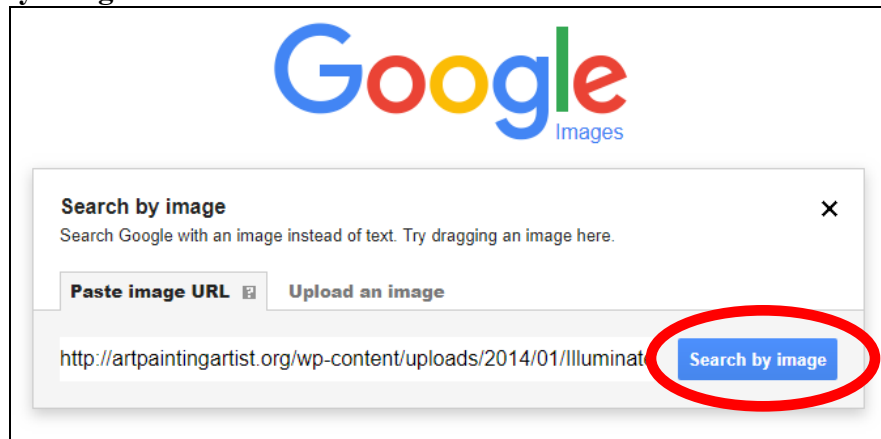 Google
Images
Search by image
Search Google with an image instead of text. Try dragging an image here.
Paste image URL Upload an image
http://artpaintingartist.org/wp-content/uploads/2014/01/Illuminat Search by image